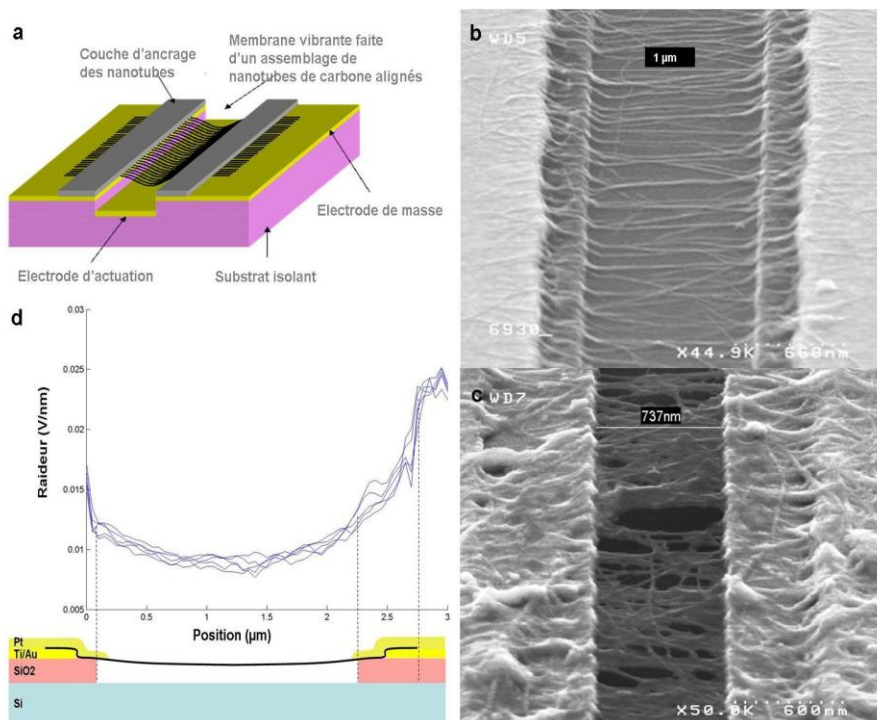 a
Couche d'ancrage
des nanotubes
Membrane vibrante faite
d'un assemblage de
nanotubes de carbone alignés
Electrode de masse
Electrode d'actuation
Substrat isolant
b
WD5
1 µm
6930
X44.9K 668nm
c
WD7
737nm
X50.0K 600nm
d
Raideur (V/nm)
0.03
0.025
0.02
0.015
0.01
0.005
0 0.5 1 1.5 2 2.5 3
Position (µm)
Pt
Ti/Au
SiO2
Si